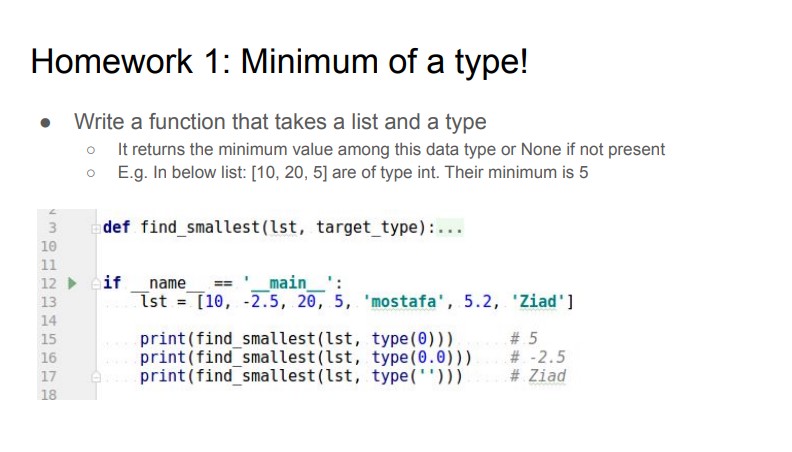 Homework 1: Minimum of a type!
● Write a function that takes a list and a type
○ It returns the minimum value among this data type or None if not present
○ E.g. In below list: [10, 20, 5] are of type int. Their minimum is 5
2
3 def find_smallest(lst, target_type):...
10
11
12 if __name__ == '__main__':
13 lst = [10, -2.5, 20, 5, 'mostafa', 5.2, 'Ziad']
14
15 print(find_smallest(lst, type(0))) # 5
16 print(find_smallest(lst, type(0.0))) # -2.5
17 print(find_smallest(lst, type(''))) # Ziad
18